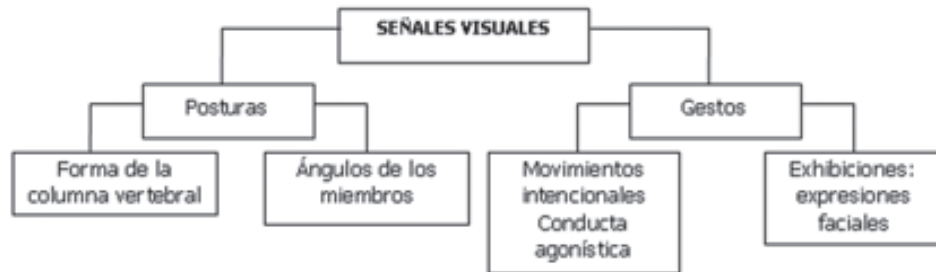 SEÑALES VISUALES
Posturas
Gestos
Forma de la
columna vertebral
Ángulos de los
miembros
Movimientos
intencionales
Conducta
agonística
Exhibiciones:
expresiones
faciales